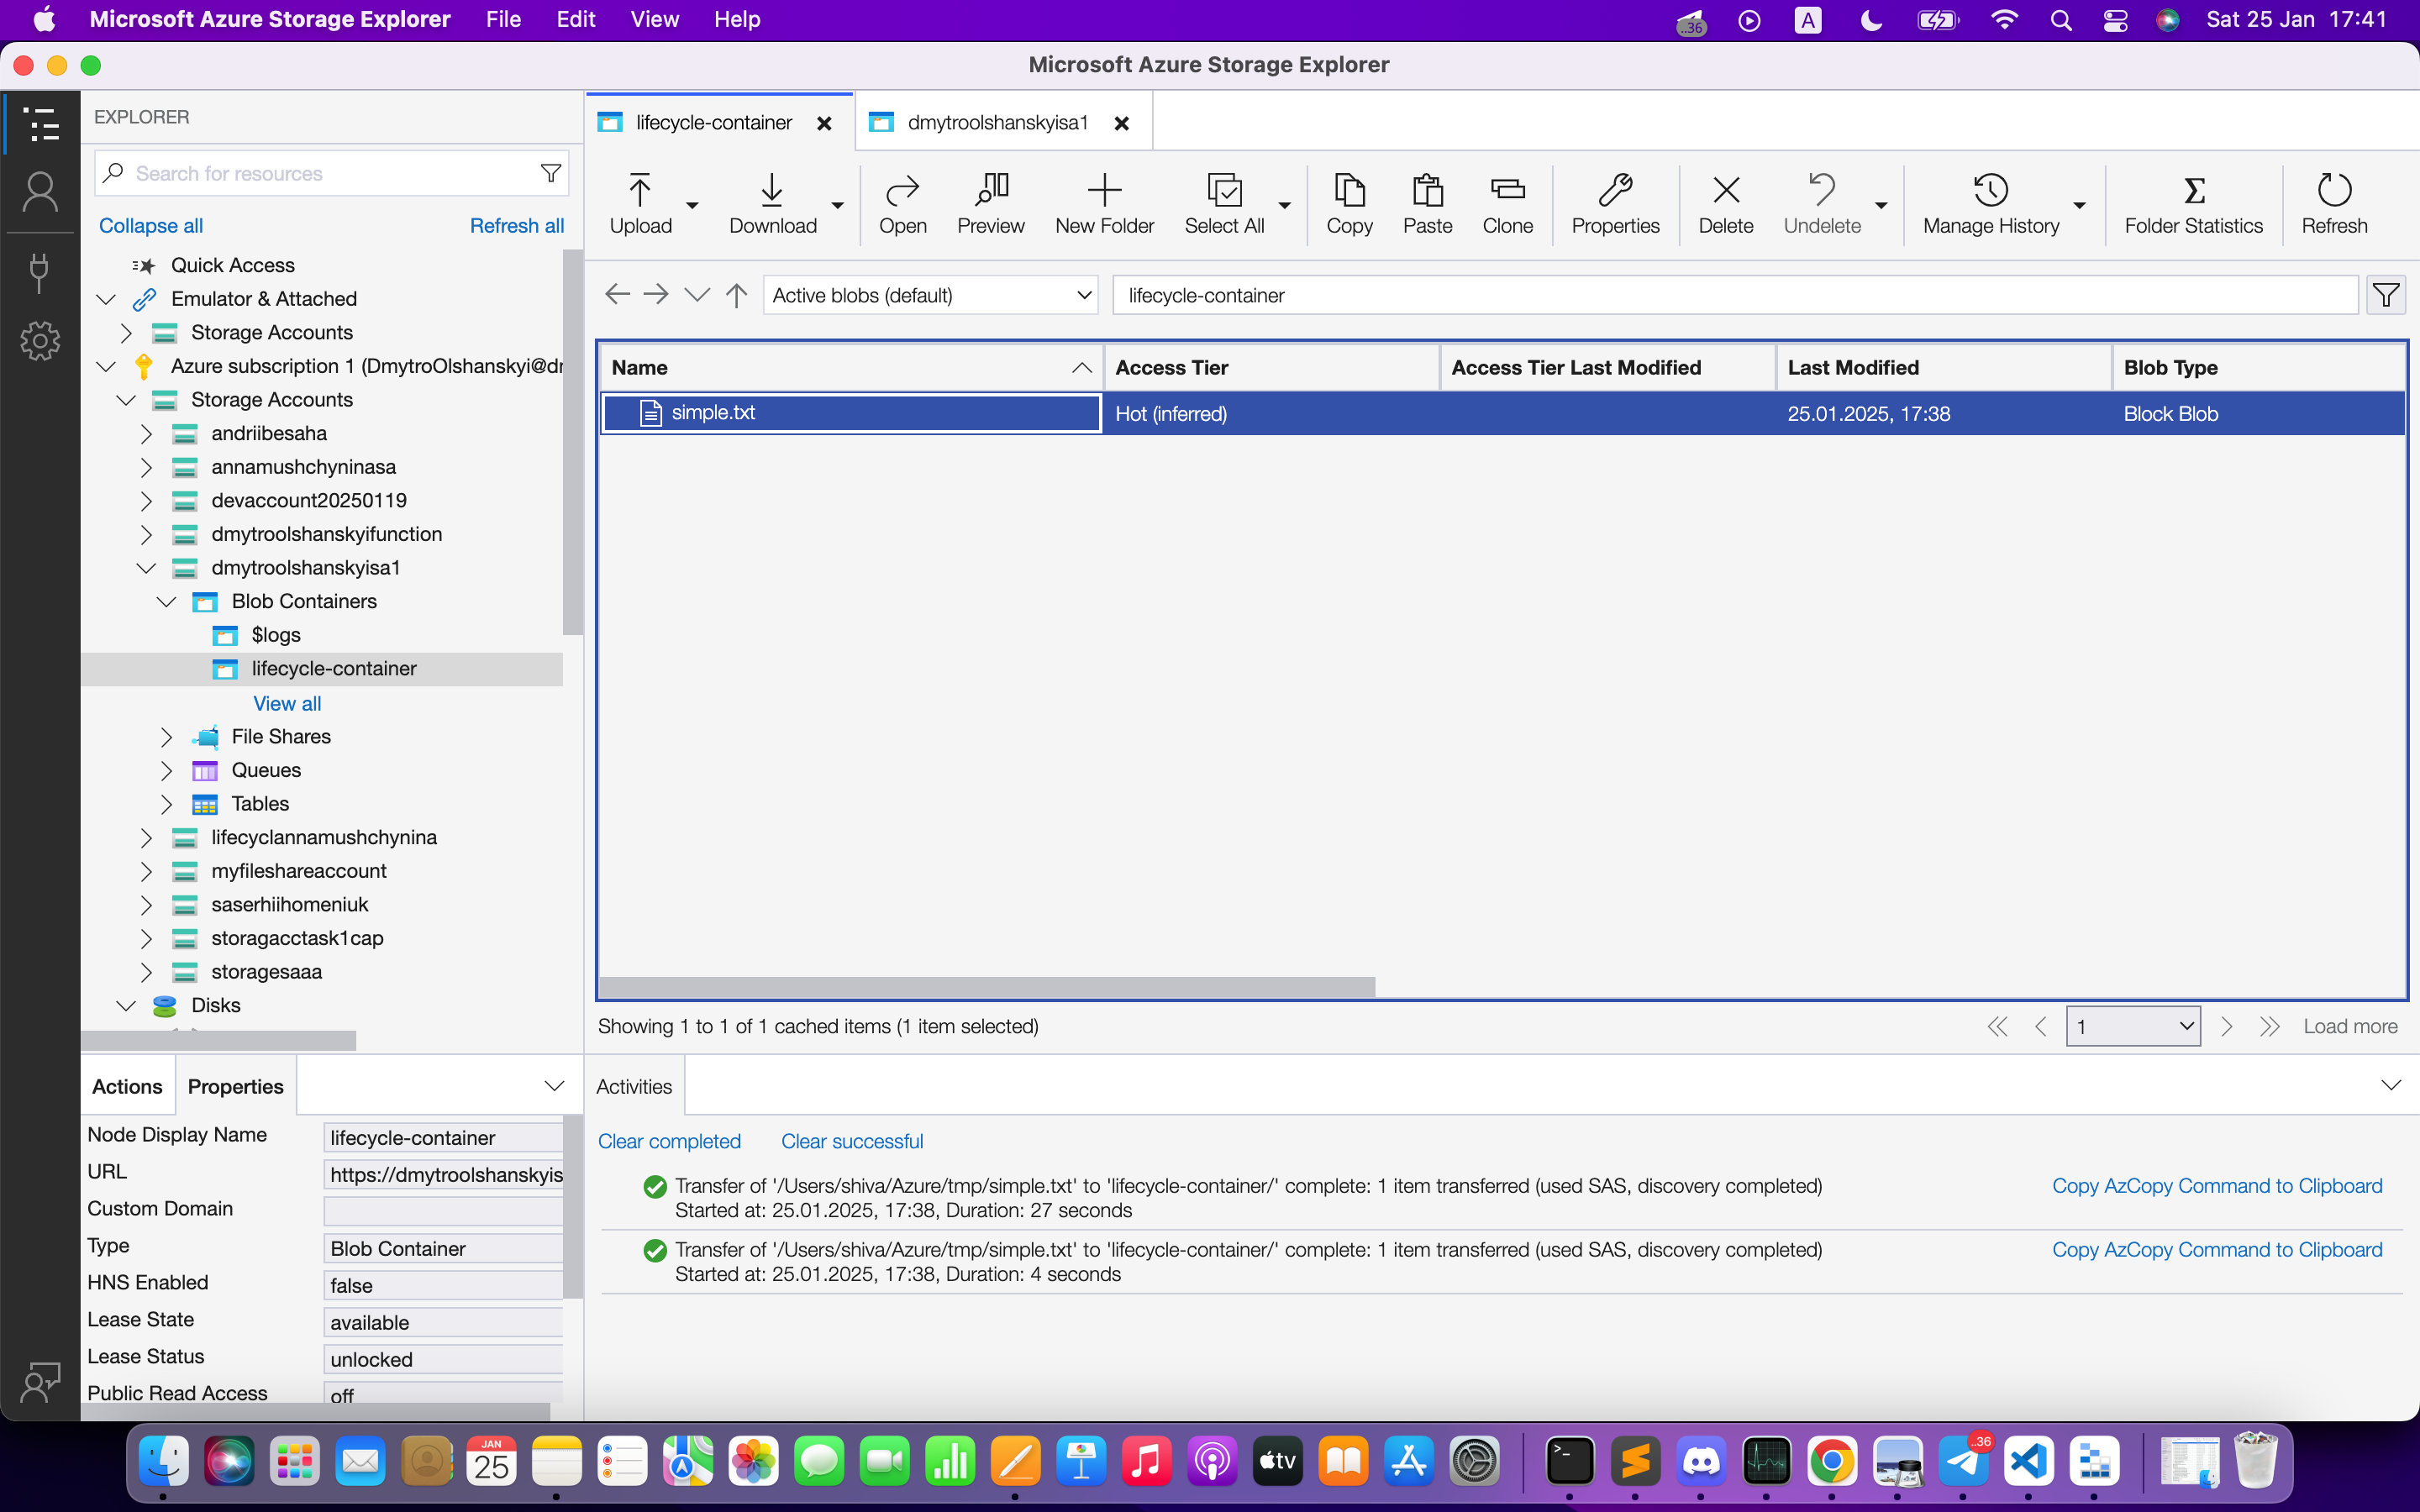 Microsoft Azure Storage Explorer File Edit View Help ..36 A Sat 25 Jan 17:41
Microsoft Azure Storage Explorer
EXPLORER
Search for resources
Collapse all Refresh all
Quick Access
Emulator & Attached
Storage Accounts
Azure subscription 1 (DmytroOlshanskyi@dr
Storage Accounts
andriibesaha
annamushchyninasa
devaccount20250119
dmytroolshanskyifunction
dmytroolshanskyisa1
Blob Containers
$logs
lifecycle-container
View all
File Shares
Queues
Tables
lifecyclannamushchynina
myfileshareaccount
saserhiihomeniuk
storagacctask1cap
storagesaaa
Disks
Actions Properties
Node Display Name lifecycle-container
URL https://dmytroolshanskyis
Custom Domain
Type Blob Container
HNS Enabled false
Lease State available
Lease Status unlocked
Public Read Access off
lifecycle-container dmytroolshanskyisa1
Upload Download Open Preview New Folder Select All Copy Paste Clone Properties Delete Undelete Manage History Folder Statistics Refresh
Active blobs (default) lifecycle-container
Name Access Tier Access Tier Last Modified Last Modified Blob Type
simple.txt Hot (inferred) 25.01.2025, 17:38 Block Blob
Showing 1 to 1 of 1 cached items (1 item selected) 1 Load more
Activities
Clear completed Clear successful
Transfer of '/Users/shiva/Azure/tmp/simple.txt' to 'lifecycle-container/' complete: 1 item transferred (used SAS, discovery completed) Copy AzCopy Command to Clipboard
Started at: 25.01.2025, 17:38, Duration: 27 seconds
Transfer of '/Users/shiva/Azure/tmp/simple.txt' to 'lifecycle-container/' complete: 1 item transferred (used SAS, discovery completed) Copy AzCopy Command to Clipboard
Started at: 25.01.2025, 17:38, Duration: 4 seconds
JAN
25
tv
..36